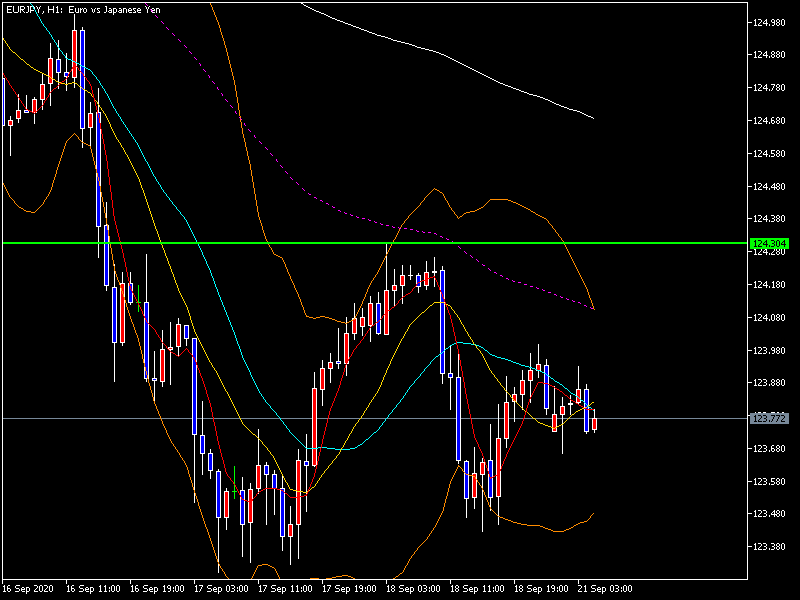 EURJPY, H1: Euro vs Japanese Yen
124.980
124.880
124.780
124.680
124.580
124.480
124.380
124.304
124.280
124.180
124.080
123.980
123.880
123.772
123.680
123.580
123.480
123.380
16 Sep 2020
16 Sep 11:00
16 Sep 19:00
17 Sep 03:00
17 Sep 11:00
17 Sep 19:00
18 Sep 03:00
18 Sep 11:00
18 Sep 19:00
21 Sep 03:00